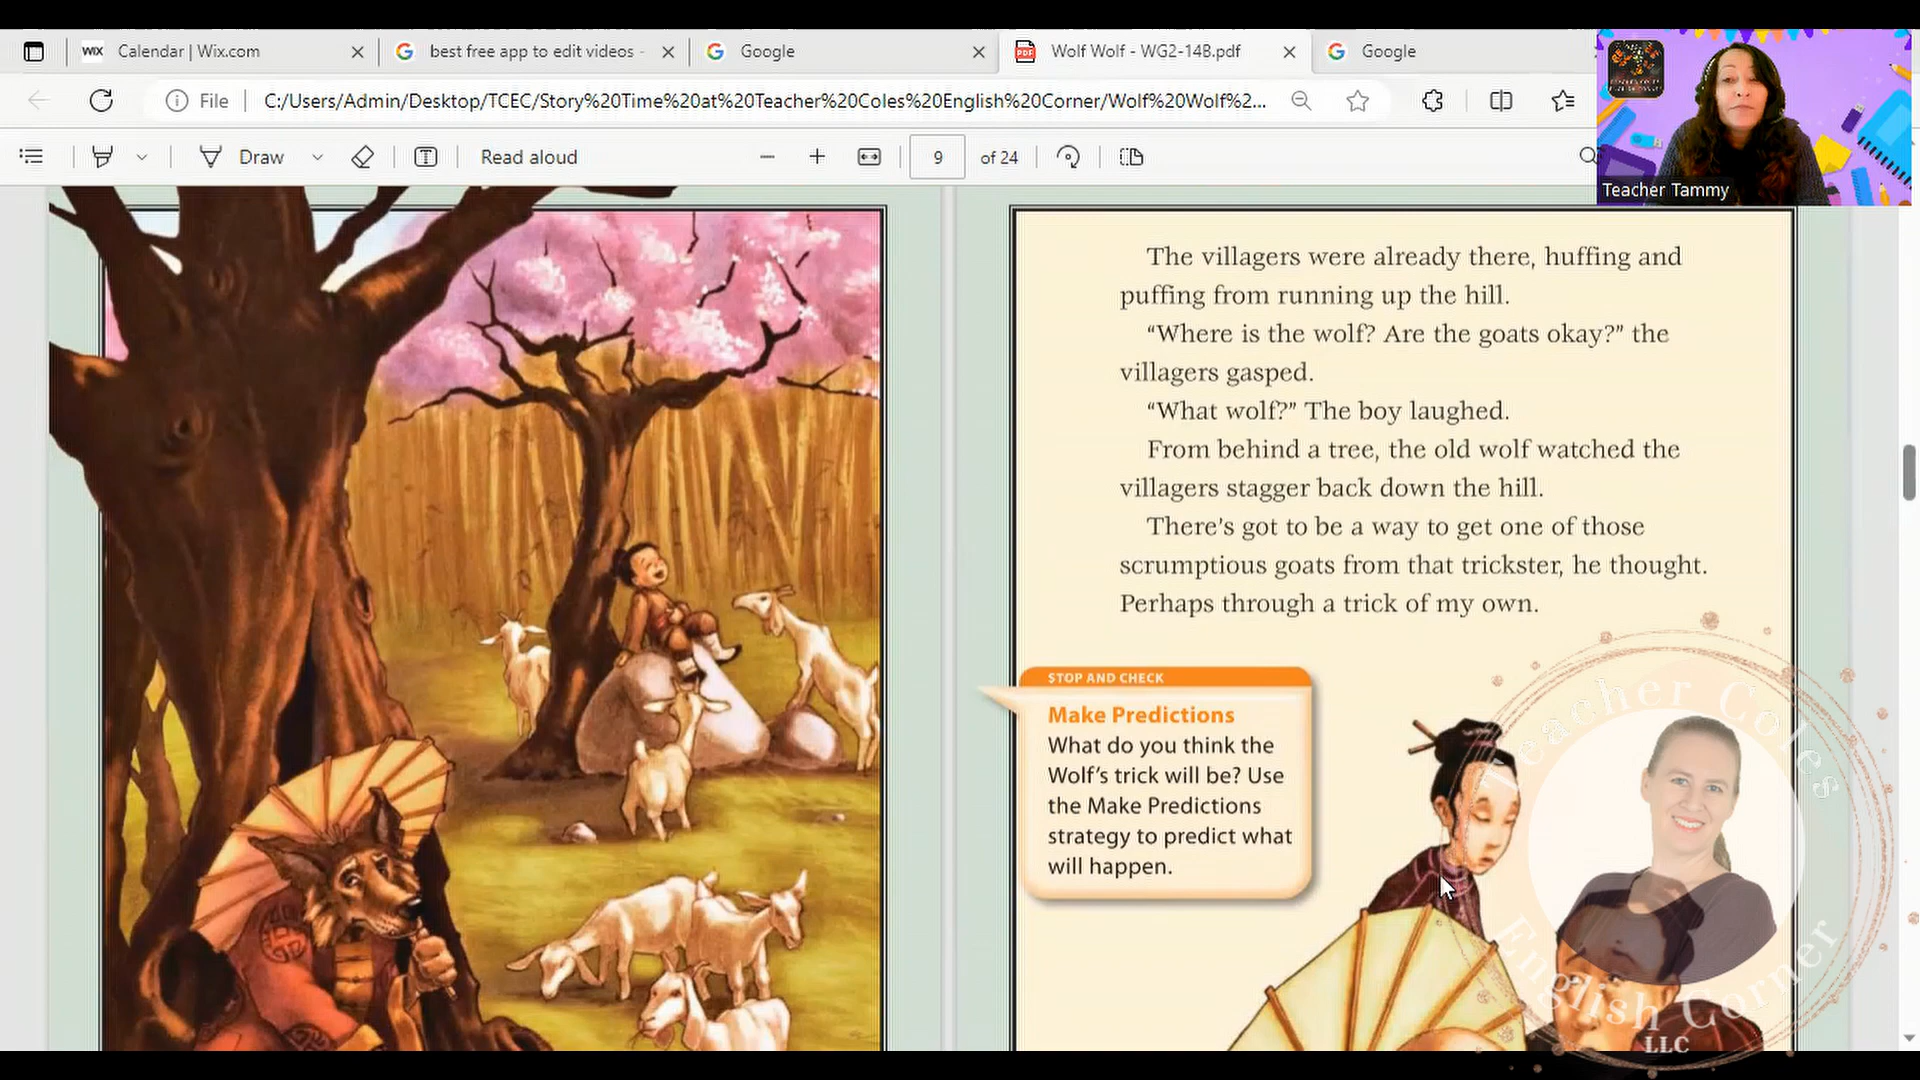 WIX Calendar | Wix.com
best free app to edit videos -
Google
PDF Wolf Wolf - WG2-14B.pdf
Google
File
C:/Users/Admin/Desktop/TCEC/Story%20Time%20at%20Teacher%20Coles%20English%20Corner/Wolf%20Wolf%2...
Draw
Read aloud
9 of 24
Teacher Tammy
The villagers were already there, huffing and
puffing from running up the hill.
“Where is the wolf? Are the goats okay?” the
villagers gasped.
“What wolf?” The boy laughed.
From behind a tree, the old wolf watched the
villagers stagger back down the hill.
There’s got to be a way to get one of those
scrumptious goats from that trickster, he thought.
Perhaps through a trick of my own.
STOP AND CHECK
Make Predictions
What do you think the
Wolf’s trick will be? Use
the Make Predictions
strategy to predict what
will happen.
Teacher Coles
English Corner
LLC